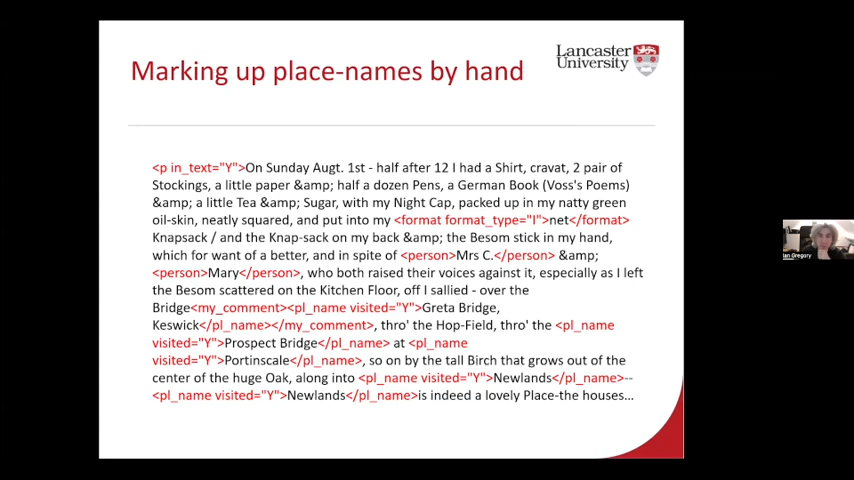 Lancaster
University
Marking up place-names by hand
<p in_text="Y">On Sunday Augt. 1st - half after 12 I had a Shirt, cravat, 2 pair of
Stockings, a little paper &amp; half a dozen Pens, a German Book (Voss's Poems)
&amp; a little Tea &amp; Sugar, with my Night Cap, packed up in my natty green
oil-skin, neatly squared, and put into my <format format_type="I">net</format>
Knapsack / and the Knap-sack on my back &amp; the Besom stick in my hand,
which for want of a better, and in spite of <person>Mrs C.</person> &amp;
<person>Mary</person>, who both raised their voices against it, especially as I left
the Besom scattered on the Kitchen Floor, off I sallied - over the
Bridge<my_comment><pl_name visited="Y">Greta Bridge,
Keswick</pl_name></my_comment>, thro' the Hop-Field, thro' the <pl_name
visited="Y">Prospect Bridge</pl_name> at <pl_name
visited="Y">Portinscale</pl_name>, so on by the tall Birch that grows out of the
center of the huge Oak, along into <pl_name visited="Y">Newlands</pl_name>--
<pl_name visited="Y">Newlands</pl_name>is indeed a lovely Place-the houses...
Ian Gregory